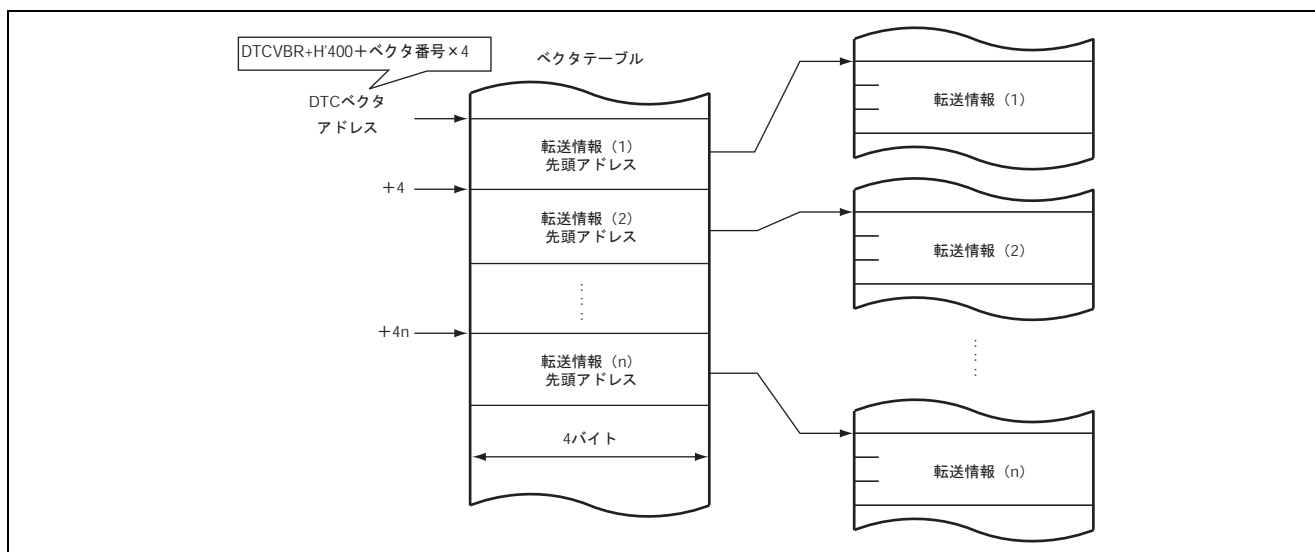 DTCVBR+H'400＋ベクタ番号×4
ベクタテーブル
DTCベクタ
アドレス
転送情報（1）
先頭アドレス
＋4
転送情報（2）
先頭アドレス
＋4n
転送情報（n）
先頭アドレス
4バイト
転送情報（1）
転送情報（2）
転送情報（n）